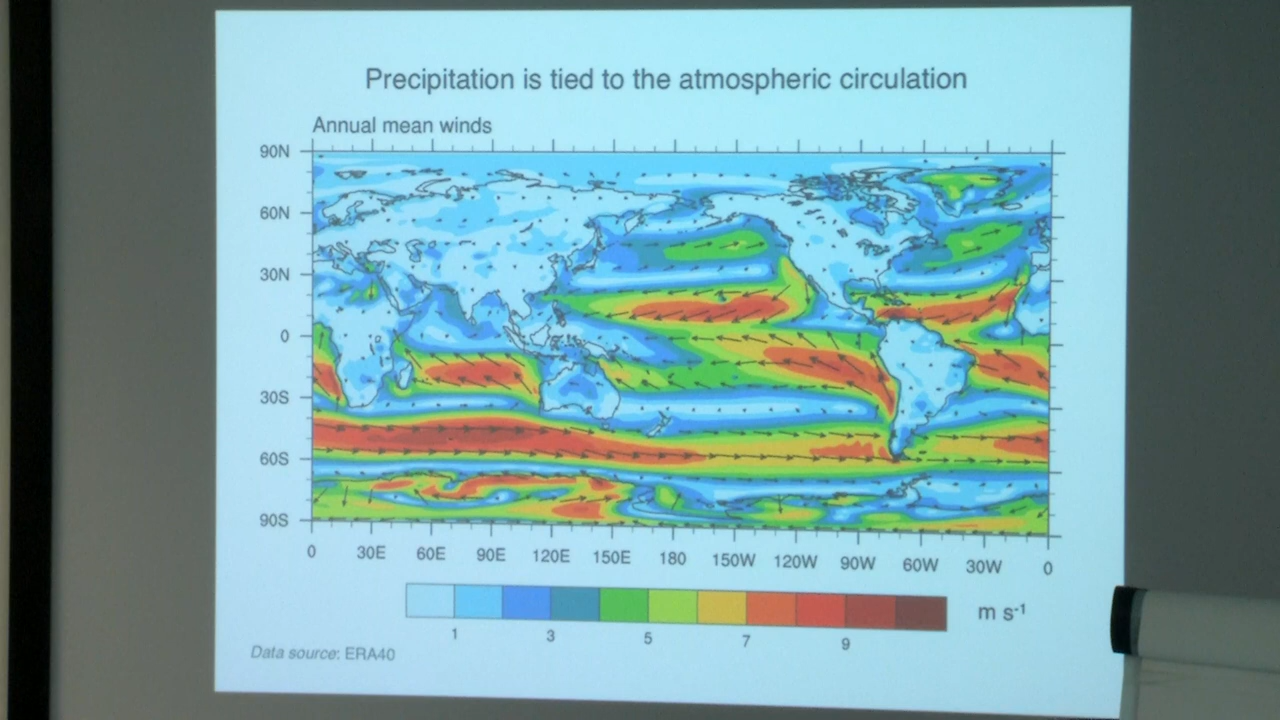 Precipitation is tied to the atmospheric circulation
Annual mean winds
90N
60N
30N
0
30S
60S
90S
0 30E 60E 90E 120E 150E 180 150W 120W 90W 60W 30W 0
1 3 5 7 9
m s⁻¹
Data source: ERA40